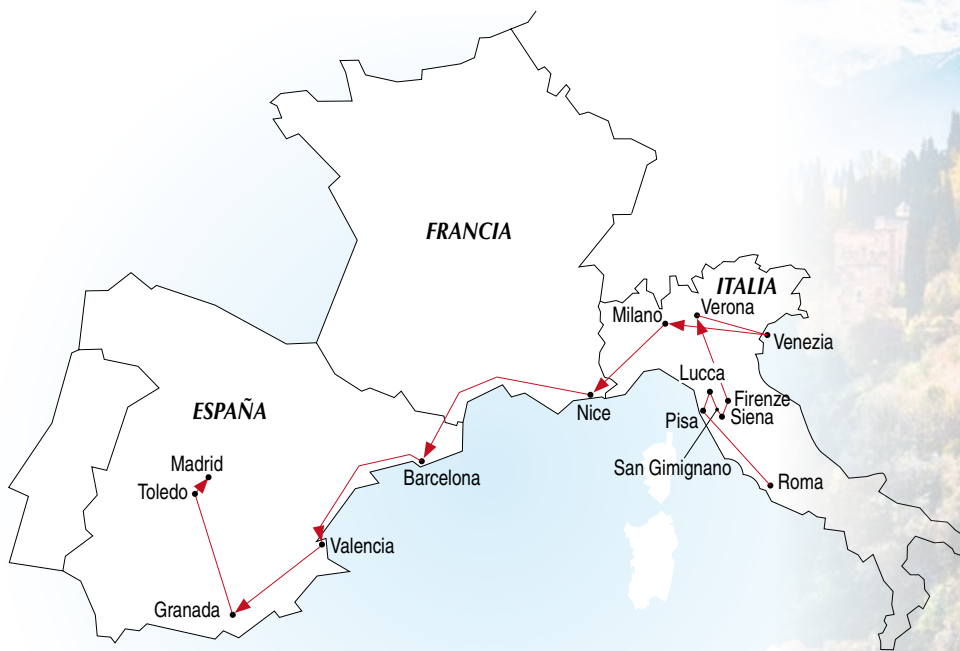 FRANCIA
ITALIA
Milano
Verona
Venezia
Lucca
Firenze
Nice
Pisa
Siena
ESPAÑA
San Gimignano
Madrid
Barcelona
Toledo
Roma
Valencia
Granada